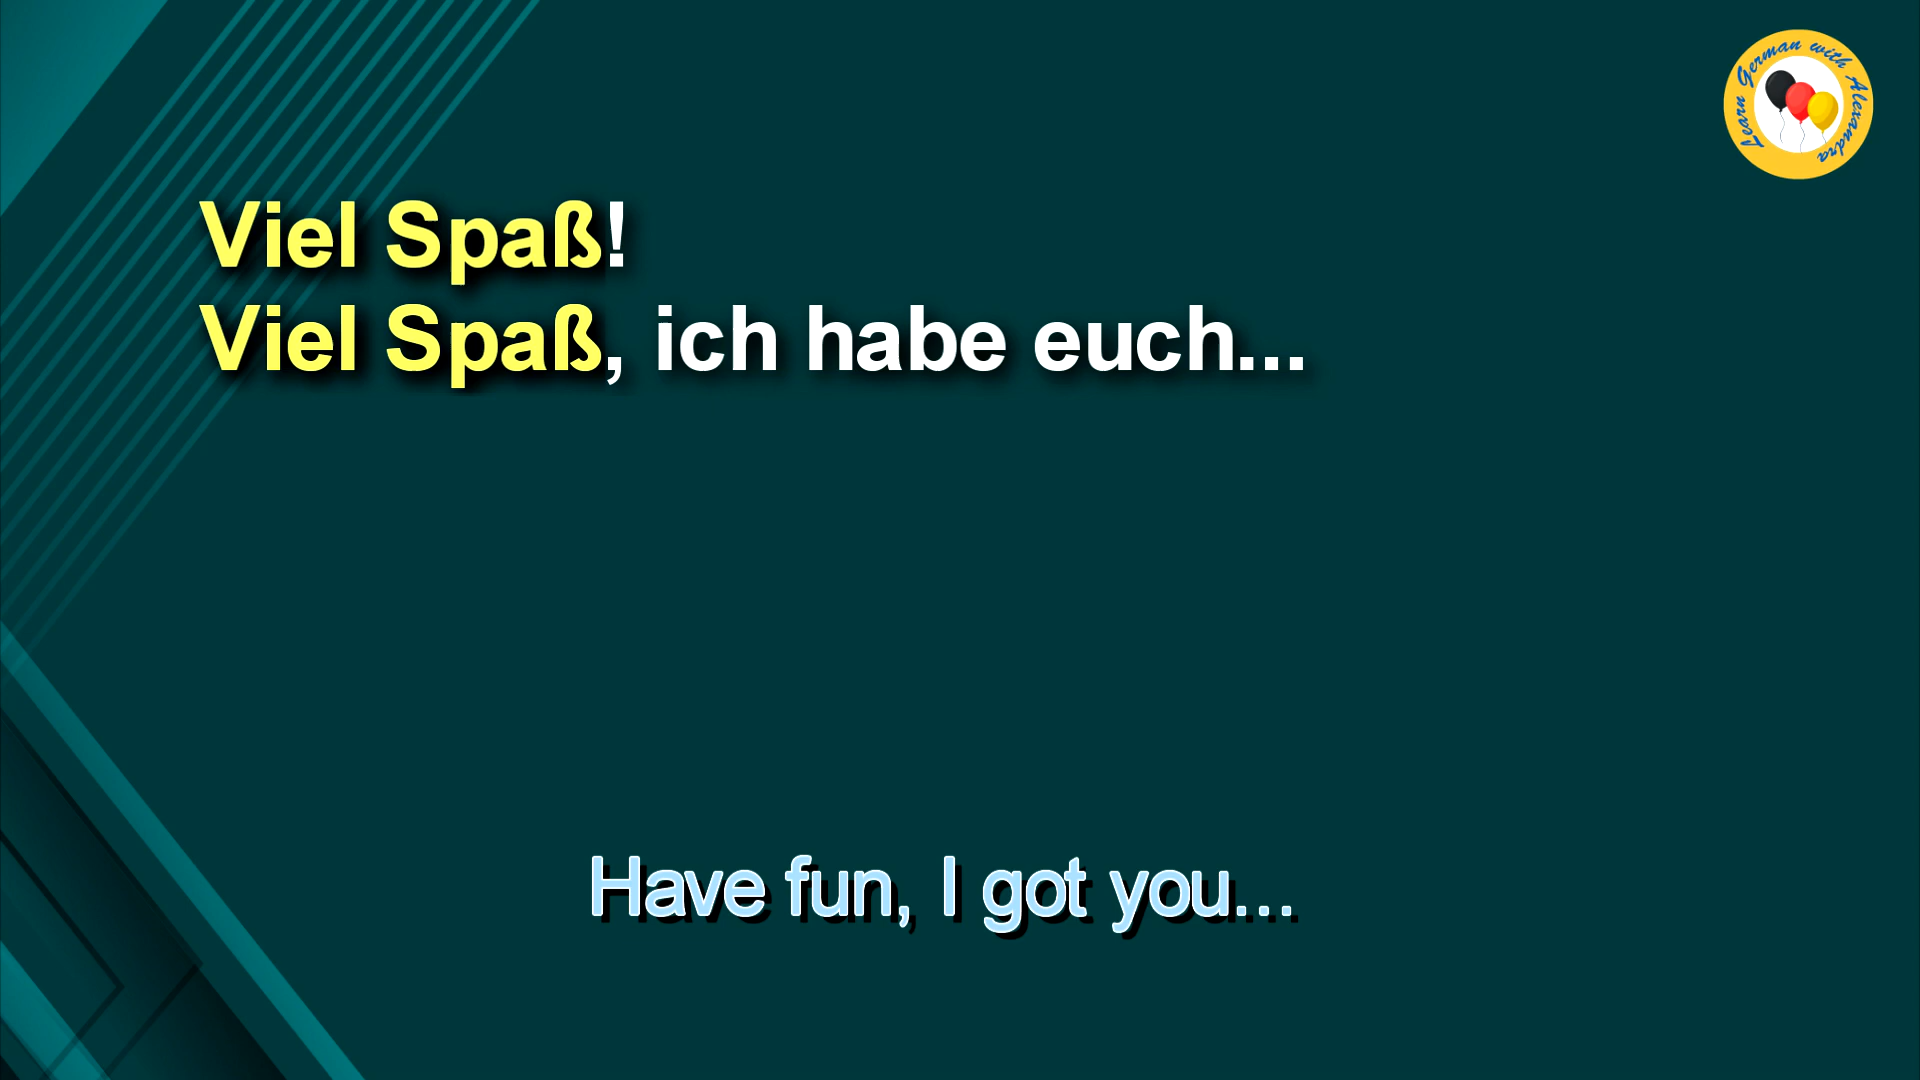 Learn German with Alexandra
Viel Spaß!
Viel Spaß, ich habe euch...
Have fun, I got you...